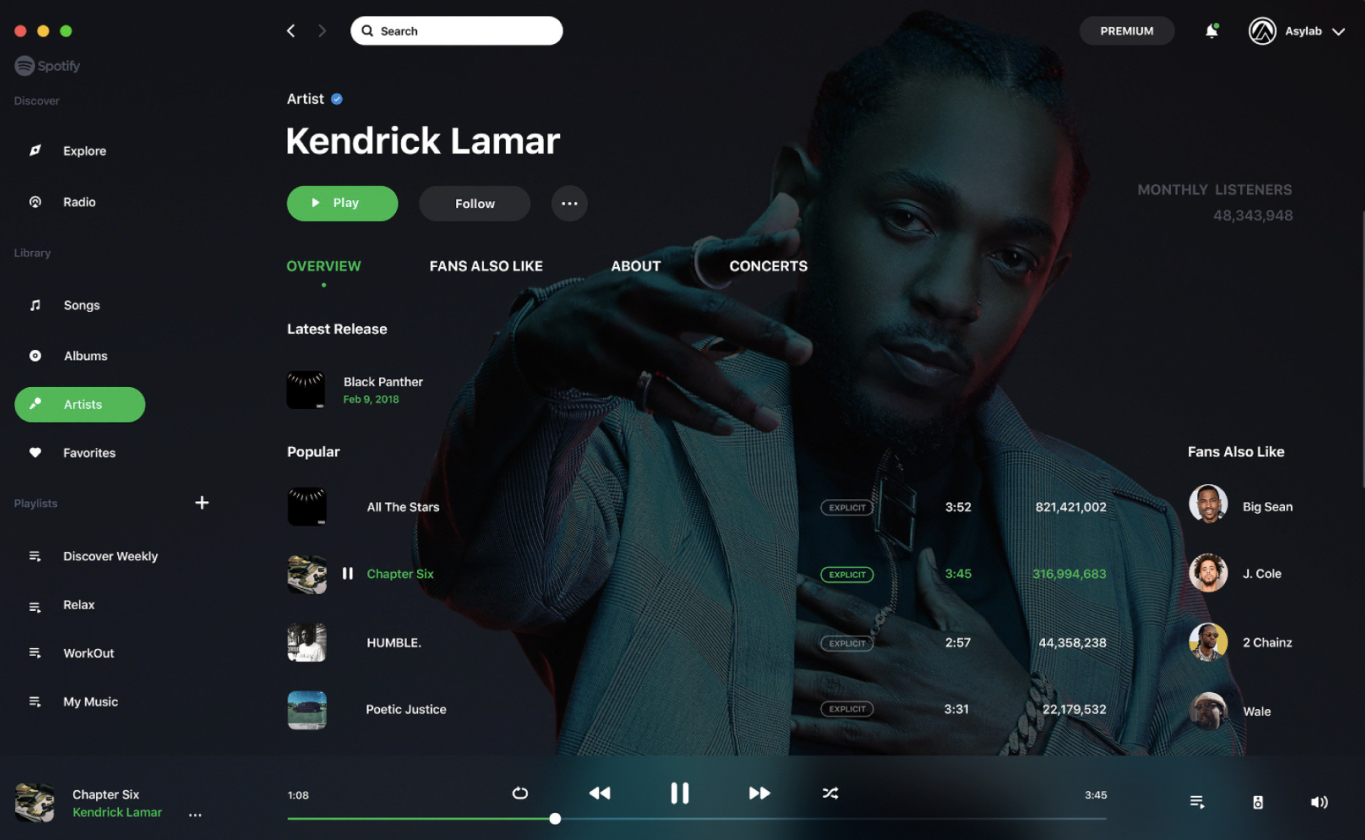 Search
PREMIUM
Asylab
Spotify
Discover
Explore
Radio
Library
Songs
Albums
Artists
Favorites
Playlists
Discover Weekly
Relax
WorkOut
My Music
Artist
Kendrick Lamar
Play
Follow
MONTHLY LISTENERS
48,343,948
OVERVIEW FANS ALSO LIKE ABOUT CONCERTS
Latest Release
Black Panther
Feb 9, 2018
Popular
All The Stars EXPLICIT 3:52 821,421,002
Chapter Six EXPLICIT 3:45 316,994,683
HUMBLE. EXPLICIT 2:57 44,358,238
Poetic Justice EXPLICIT 3:31 22,179,532
Fans Also Like
Big Sean
J. Cole
2 Chainz
Wale
Chapter Six
Kendrick Lamar
1:08
3:45